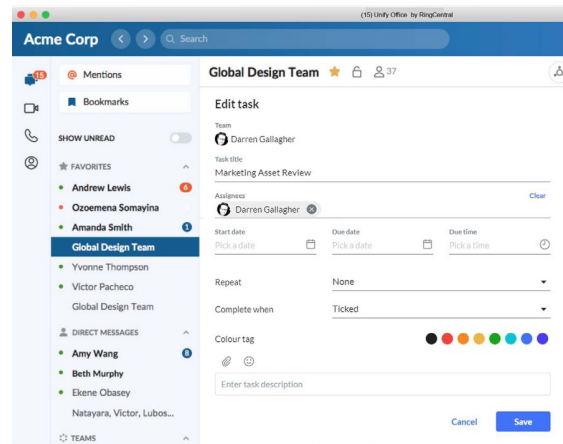 (15) Unify Office by RingCentral
Acme Corp
Search
15
Mentions
Bookmarks
SHOW UNREAD
FAVORITES
Andrew Lewis 6
Ozoemena Somayina
Amanda Smith 1
Global Design Team
Yvonne Thompson
Victor Pacheco
Global Design Team
DIRECT MESSAGES
Amy Wang 8
Beth Murphy
Ekene Obasey
Natayara, Victor, Lubos...
TEAMS
Global Design Team 37
Edit task
Team
Darren Gallagher
Task title
Marketing Asset Review
Assignees
Clear
Darren Gallagher
Start date Due date Due time
Pick a date Pick a date Pick a time
Repeat None
Complete when Ticked
Colour tag
Enter task description
Cancel Save